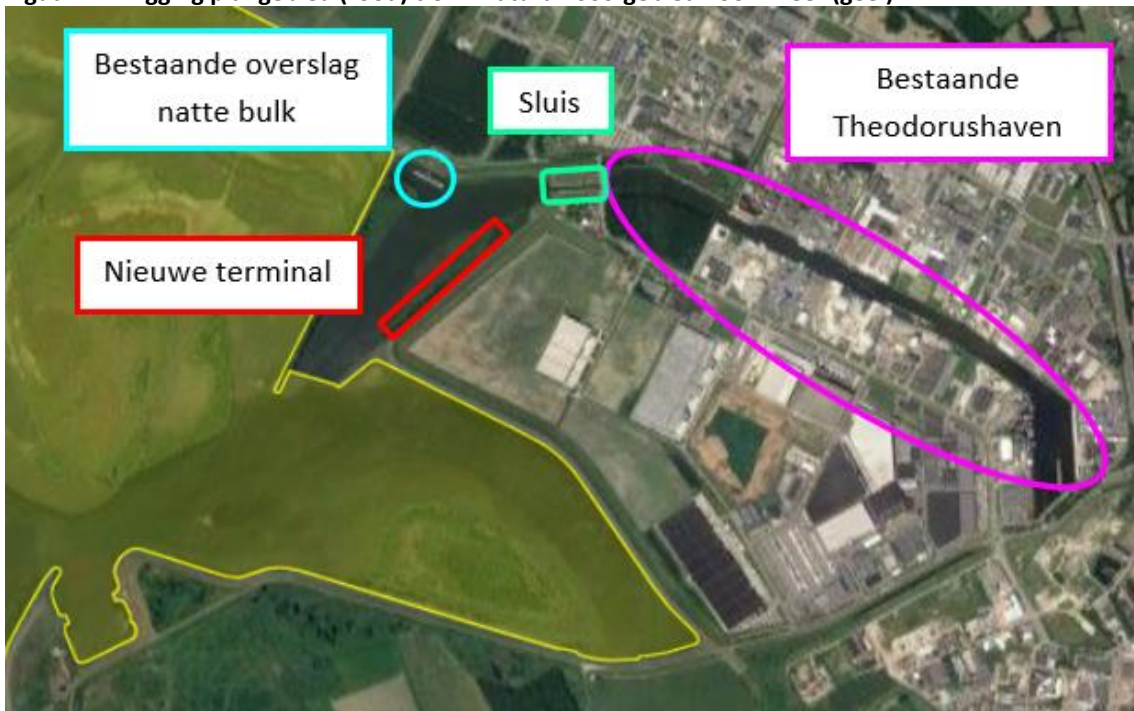 Bestaande overslag
natte bulk
Sluis
Bestaande
Theodorushaven
Nieuwe terminal